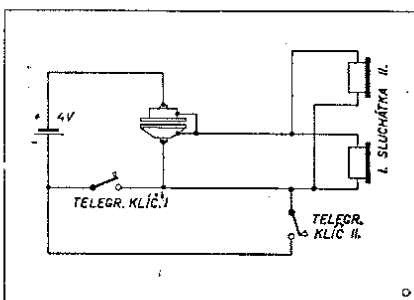 + 4V
-
TELEGR. KLÍČ. I
TELEGR.
KLÍČ II.
I. SLUCHÁTKA II.